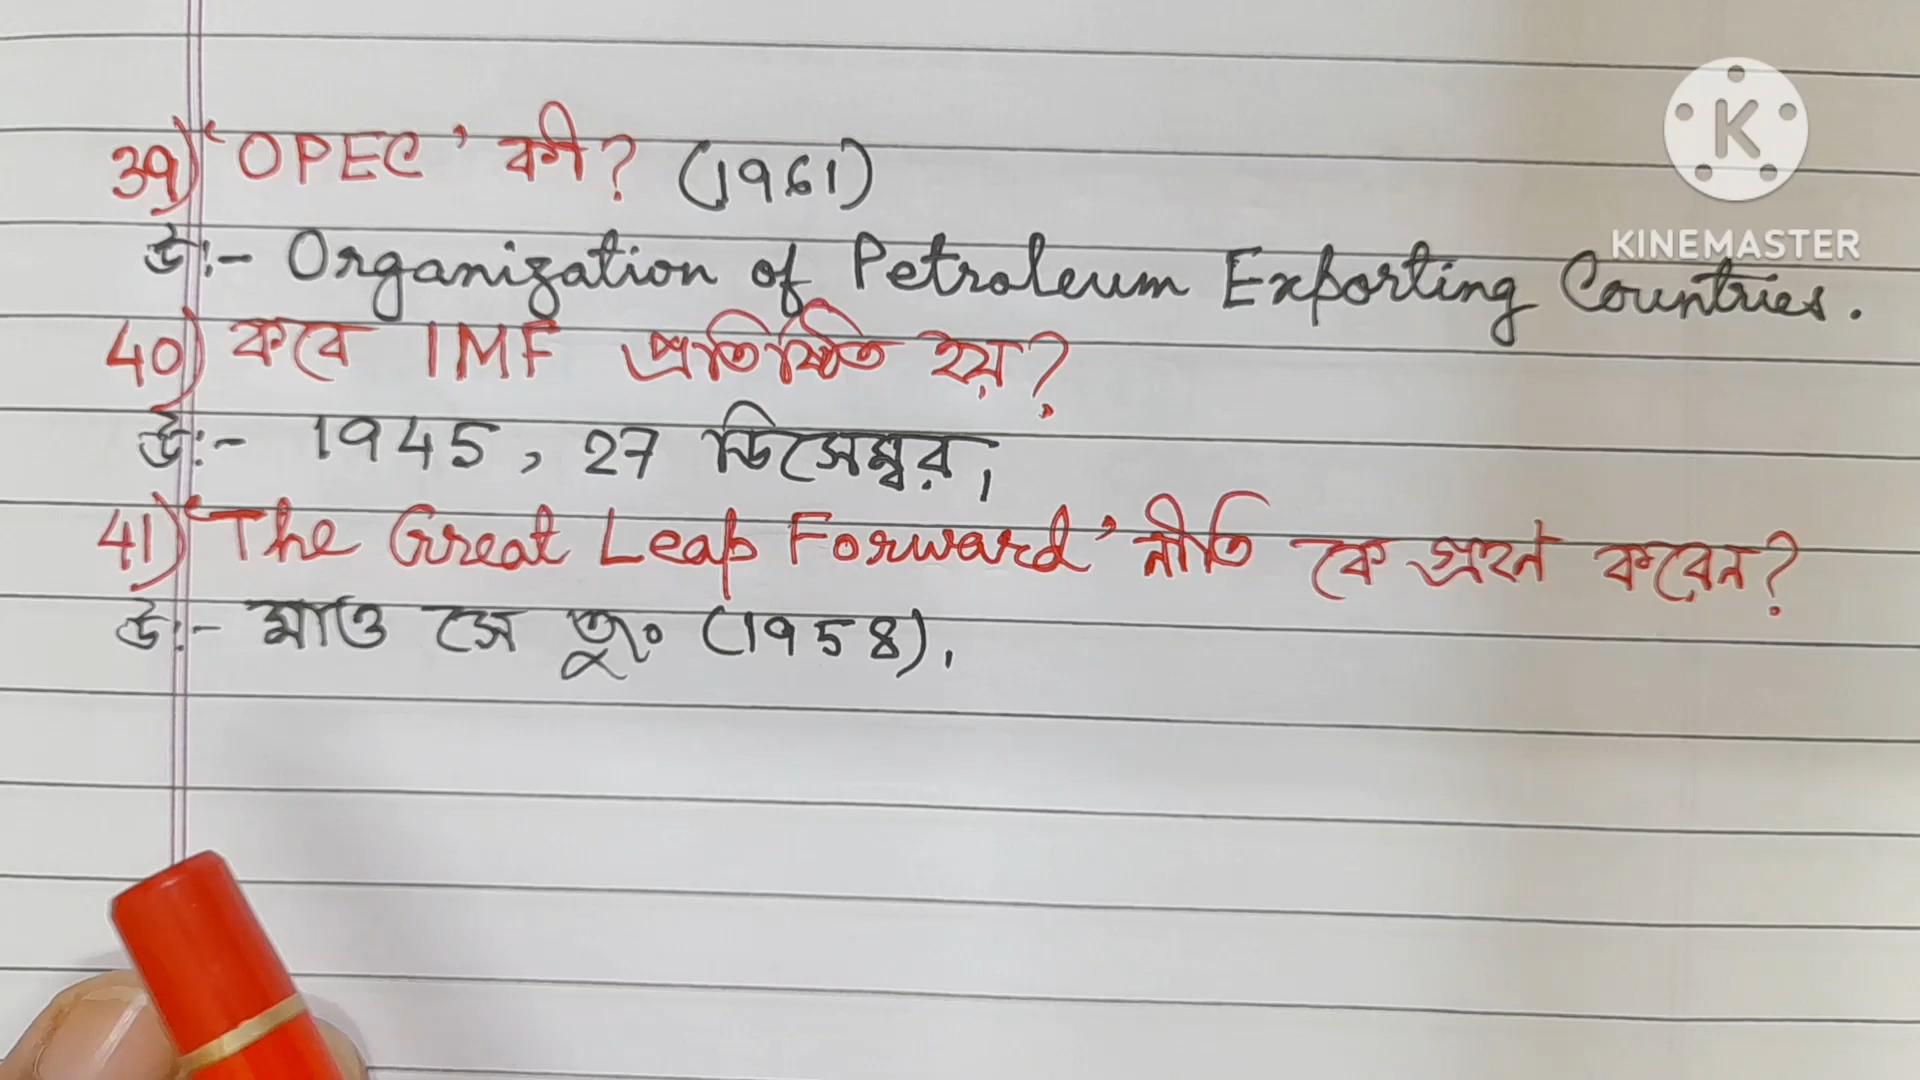 39) 'OPEC' কী? (1961)
উঃ- Organization of Petroleum Exporting Countries.
40) কবে IMF প্রতিষ্ঠিত হয়?
উঃ- 1945, 27 ডিসেম্বর,
41) 'The Great Leap Forward' নীতি কে গ্রহণ করেন?
উঃ- মাও সে তুং (1958),
K
KINEMASTER